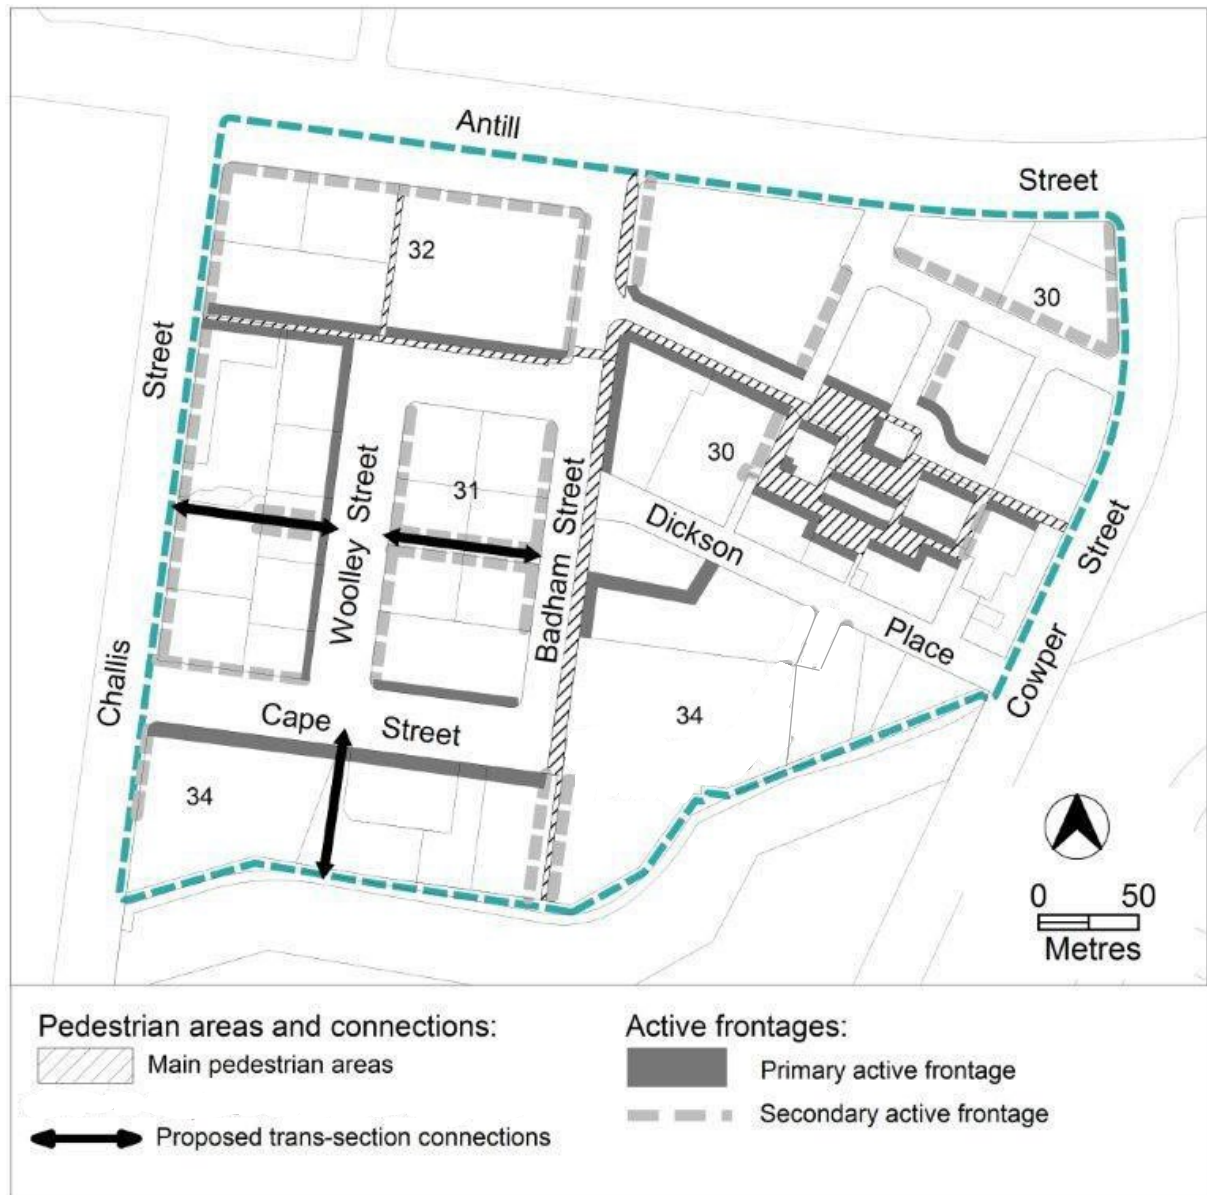 Antill
Street
32
30
Street
Woolley Street
31
Badham Street
30
Dickson
Place
Street
Cowper
Challis
Cape Street
34
34
0 50
Metres
Pedestrian areas and connections:
Main pedestrian areas
Proposed trans-section connections
Active frontages:
Primary active frontage
Secondary active frontage